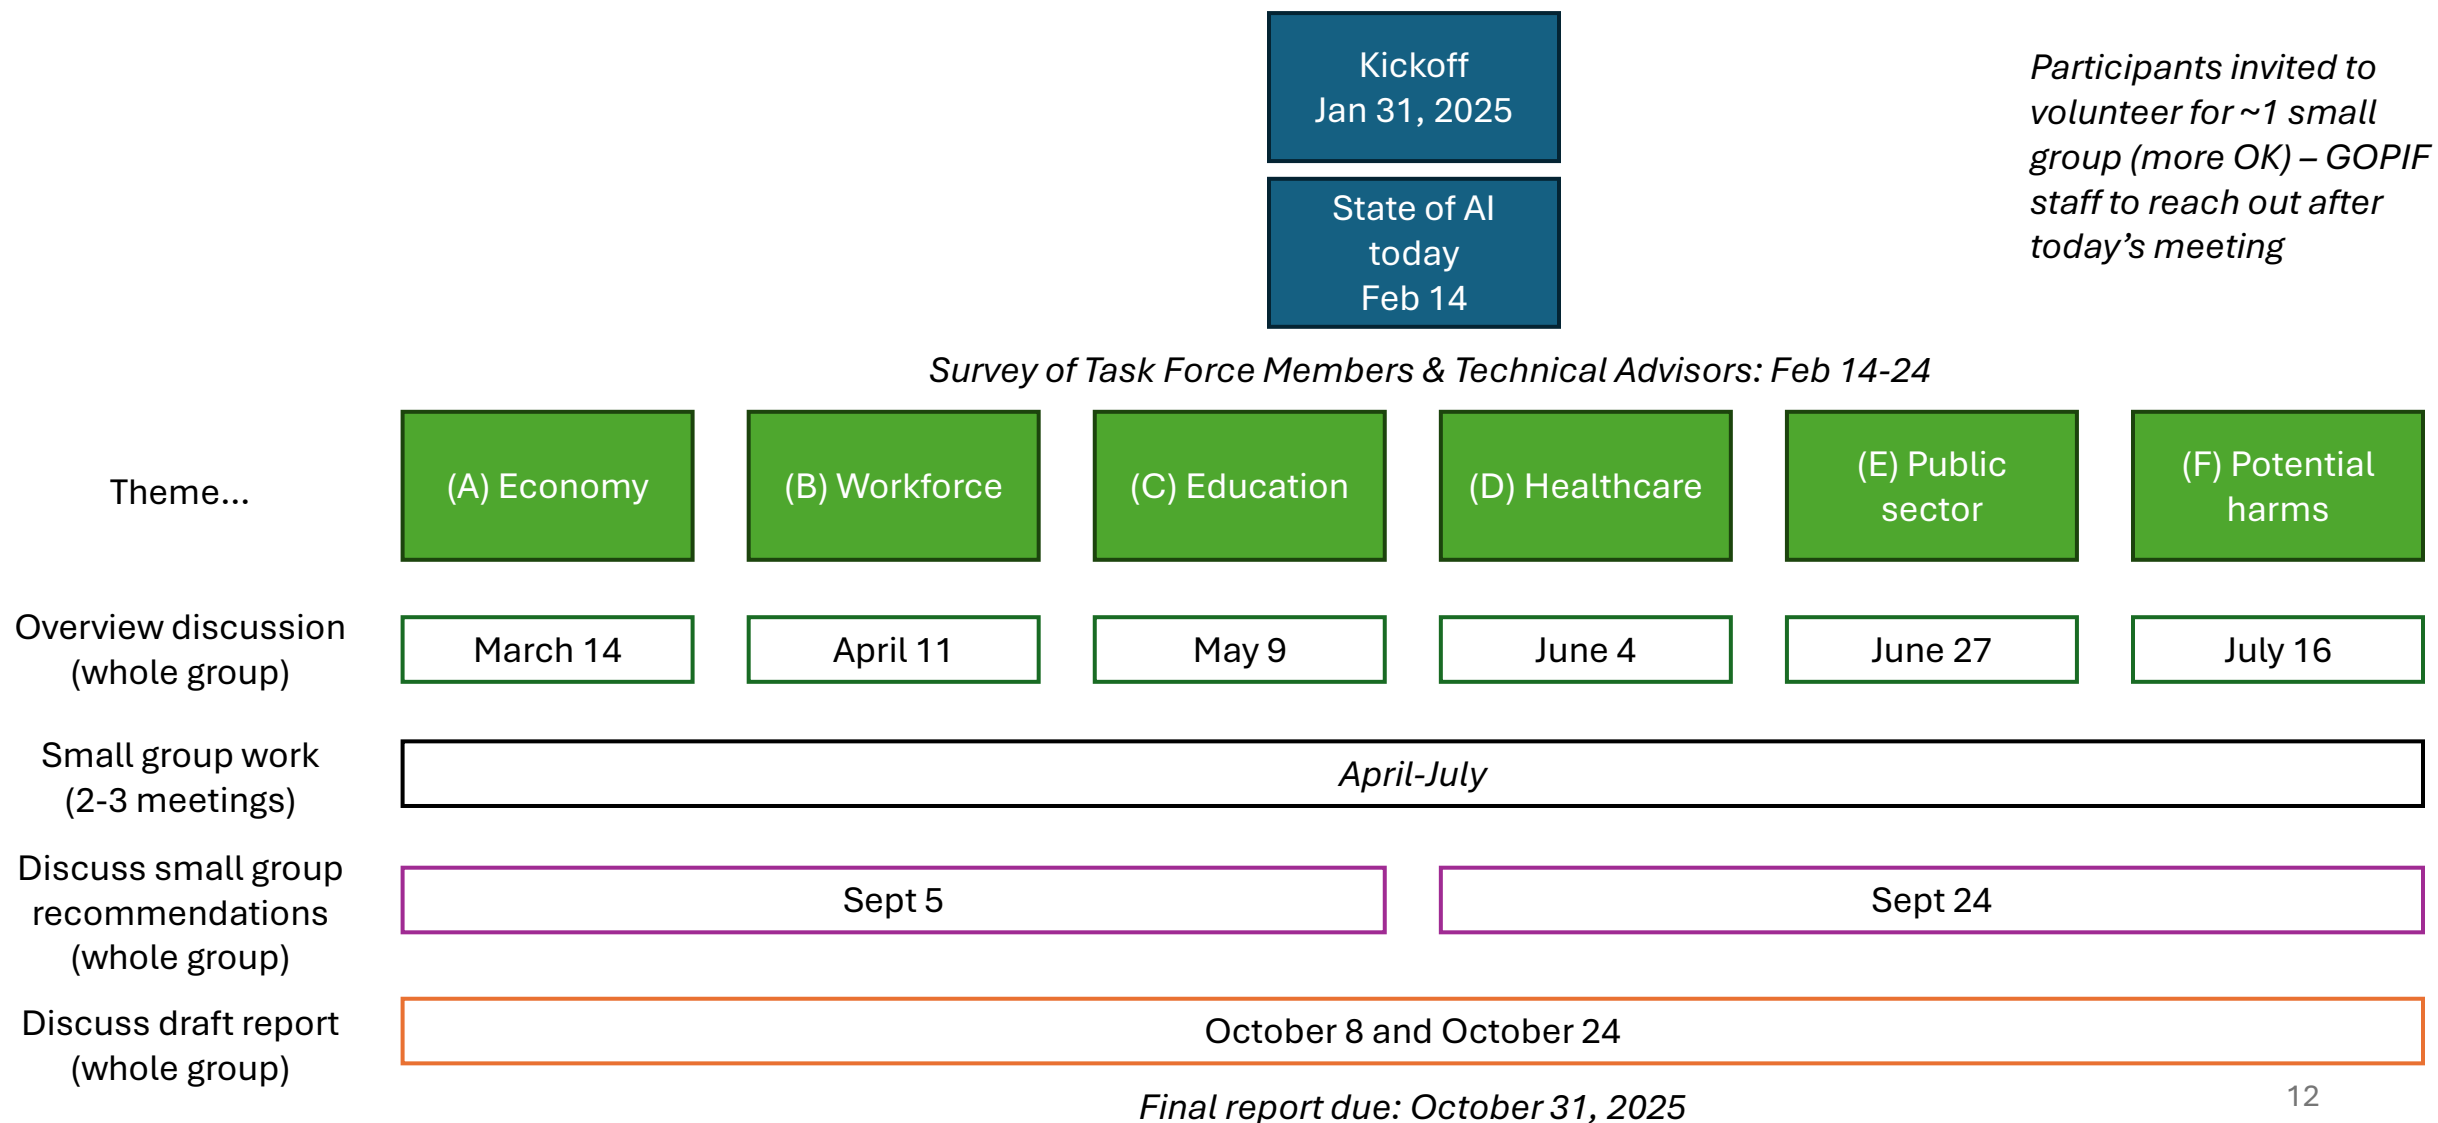 Kickoff
Jan 31, 2025
Participants invited to
volunteer for ~1 small
group (more OK) – GOPIF
staff to reach out after
today’s meeting
State of AI
today
Feb 14
Survey of Task Force Members & Technical Advisors: Feb 14-24
Theme...
(A) Economy
(B) Workforce
(C) Education
(D) Healthcare
(E) Public
sector
(F) Potential
harms
Overview discussion
(whole group)
March 14
April 11
May 9
June 4
June 27
July 16
Small group work
(2-3 meetings)
April-July
Discuss small group
recommendations
(whole group)
Sept 5
Sept 24
Discuss draft report
(whole group)
October 8 and October 24
Final report due: October 31, 2025
12